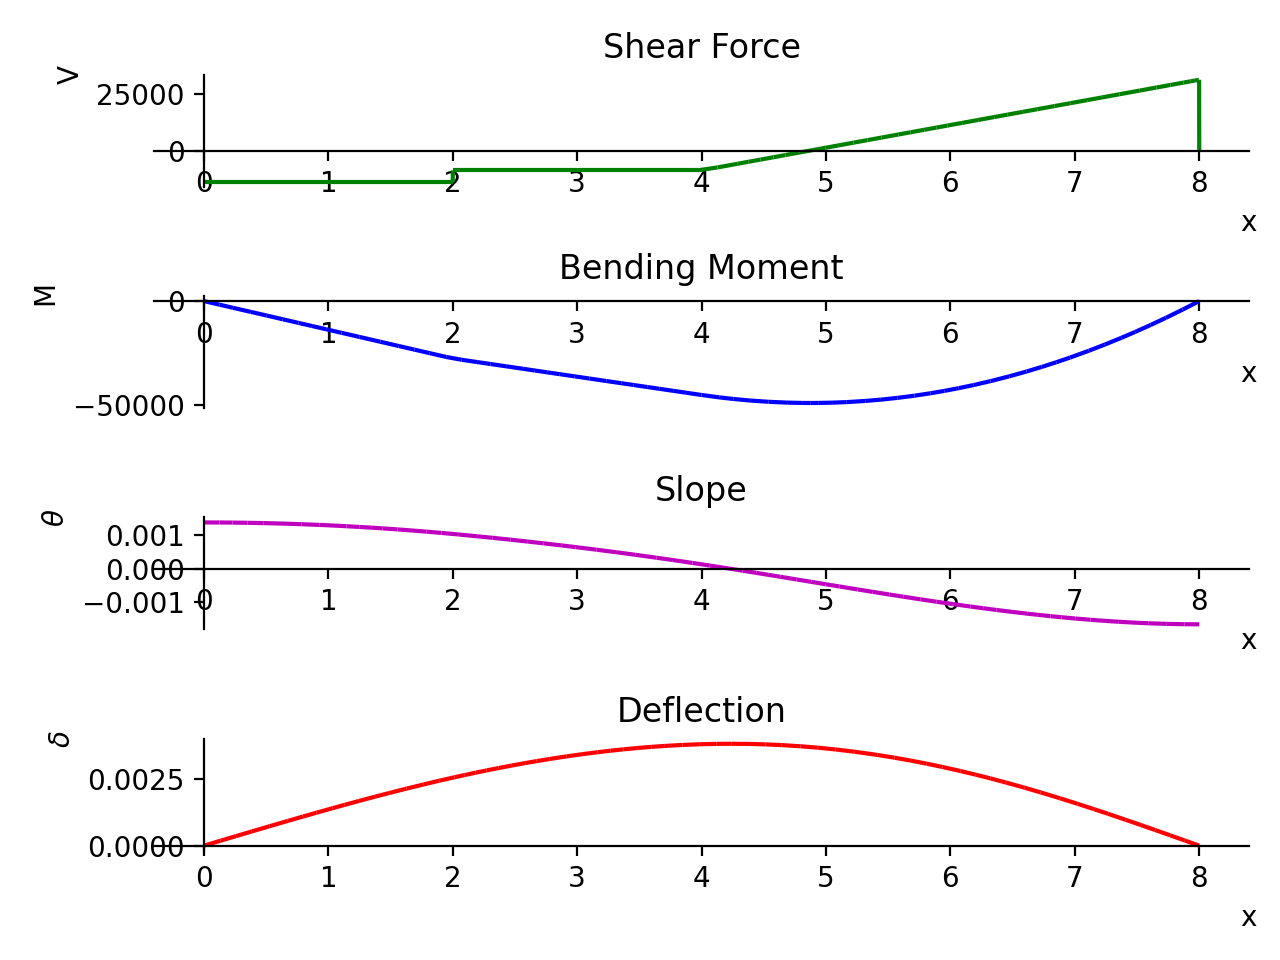 Shear Force
V
25000
0
0 1 2 3 4 5 6 7 8
x
Bending Moment
M
0
0 1 2 3 4 5 6 7 8
x
−50000
Slope
θ
0.001
0.000
−0.001
0 1 2 3 4 5 6 7 8
x
Deflection
δ
0.0025
0.0000
0 1 2 3 4 5 6 7 8
x